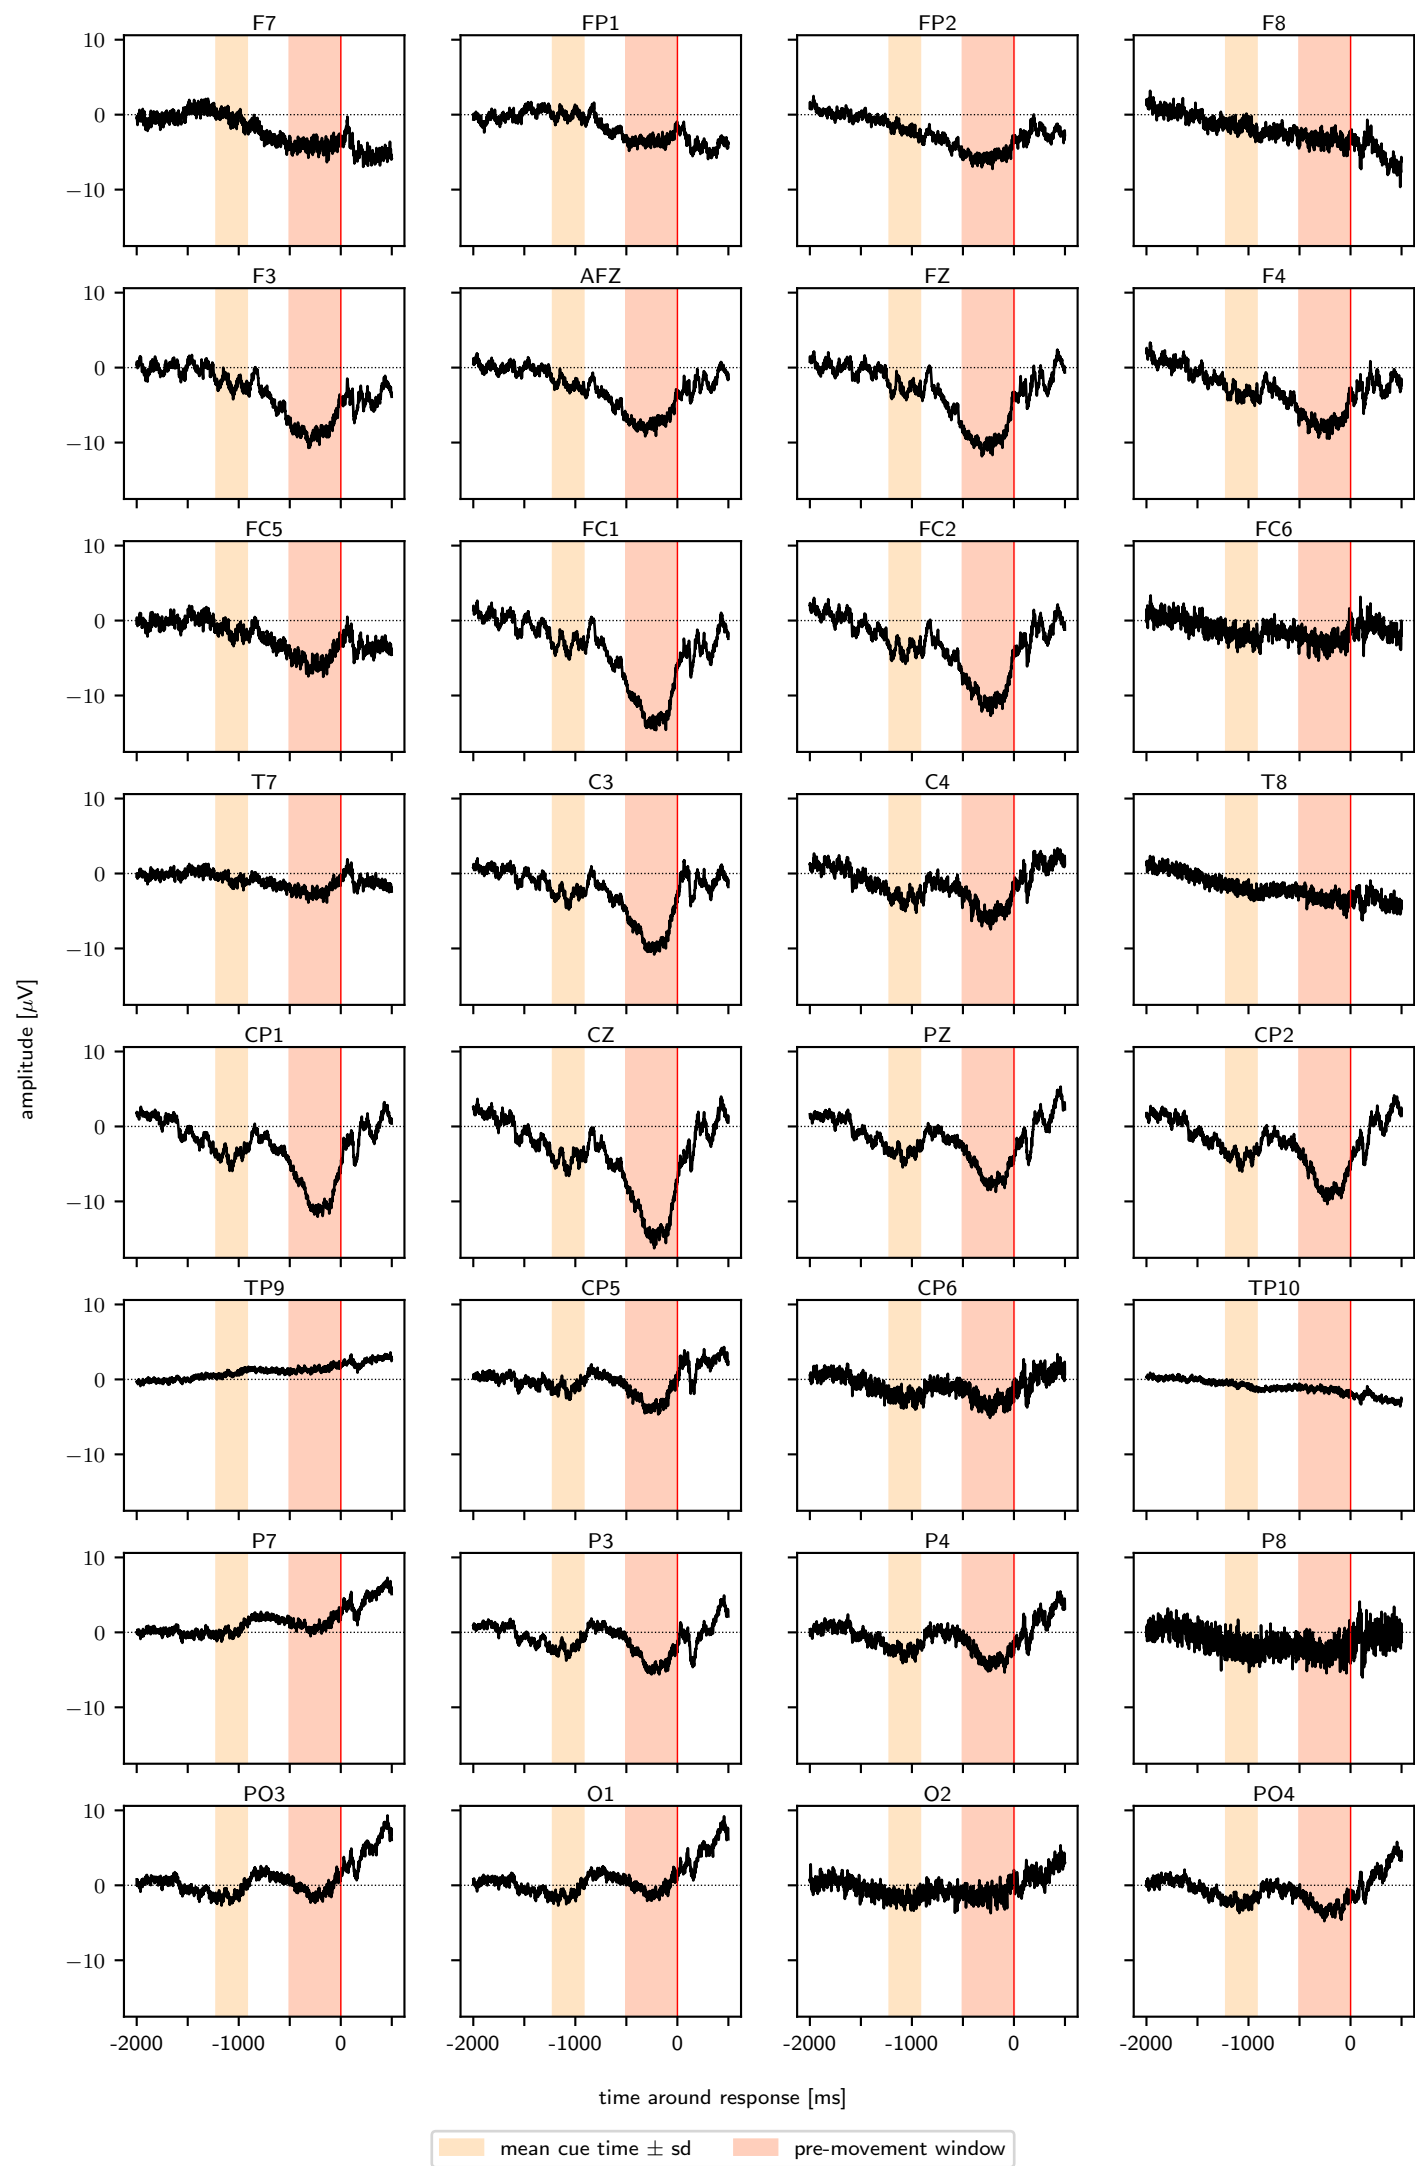 F7 FP1 FP2 F8
10
0
−10
F3 AFZ FZ F4
10
0
−10
FC5 FC1 FC2 FC6
10
0
−10
T7 C3 C4 T8
10
0
−10
amplitude [μV]
CP1 CZ PZ CP2
10
0
−10
TP9 CP5 CP6 TP10
10
0
−10
P7 P3 P4 P8
10
0
−10
PO3 O1 O2 PO4
10
0
−10
-2000 -1000 0 -2000 -1000 0 -2000 -1000 0 -2000 -1000 0
time around response [ms]
mean cue time ± sd pre-movement window